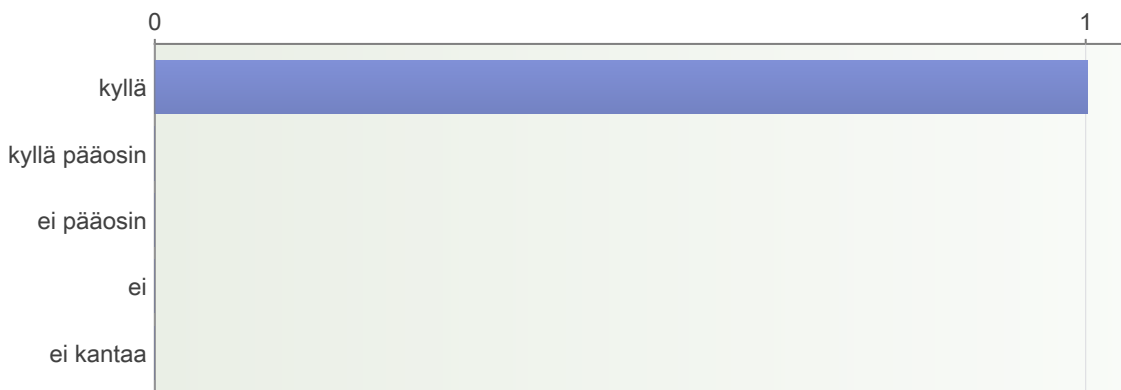 0 1
kyllä
kyllä pääosin
ei pääosin
ei
ei kantaa